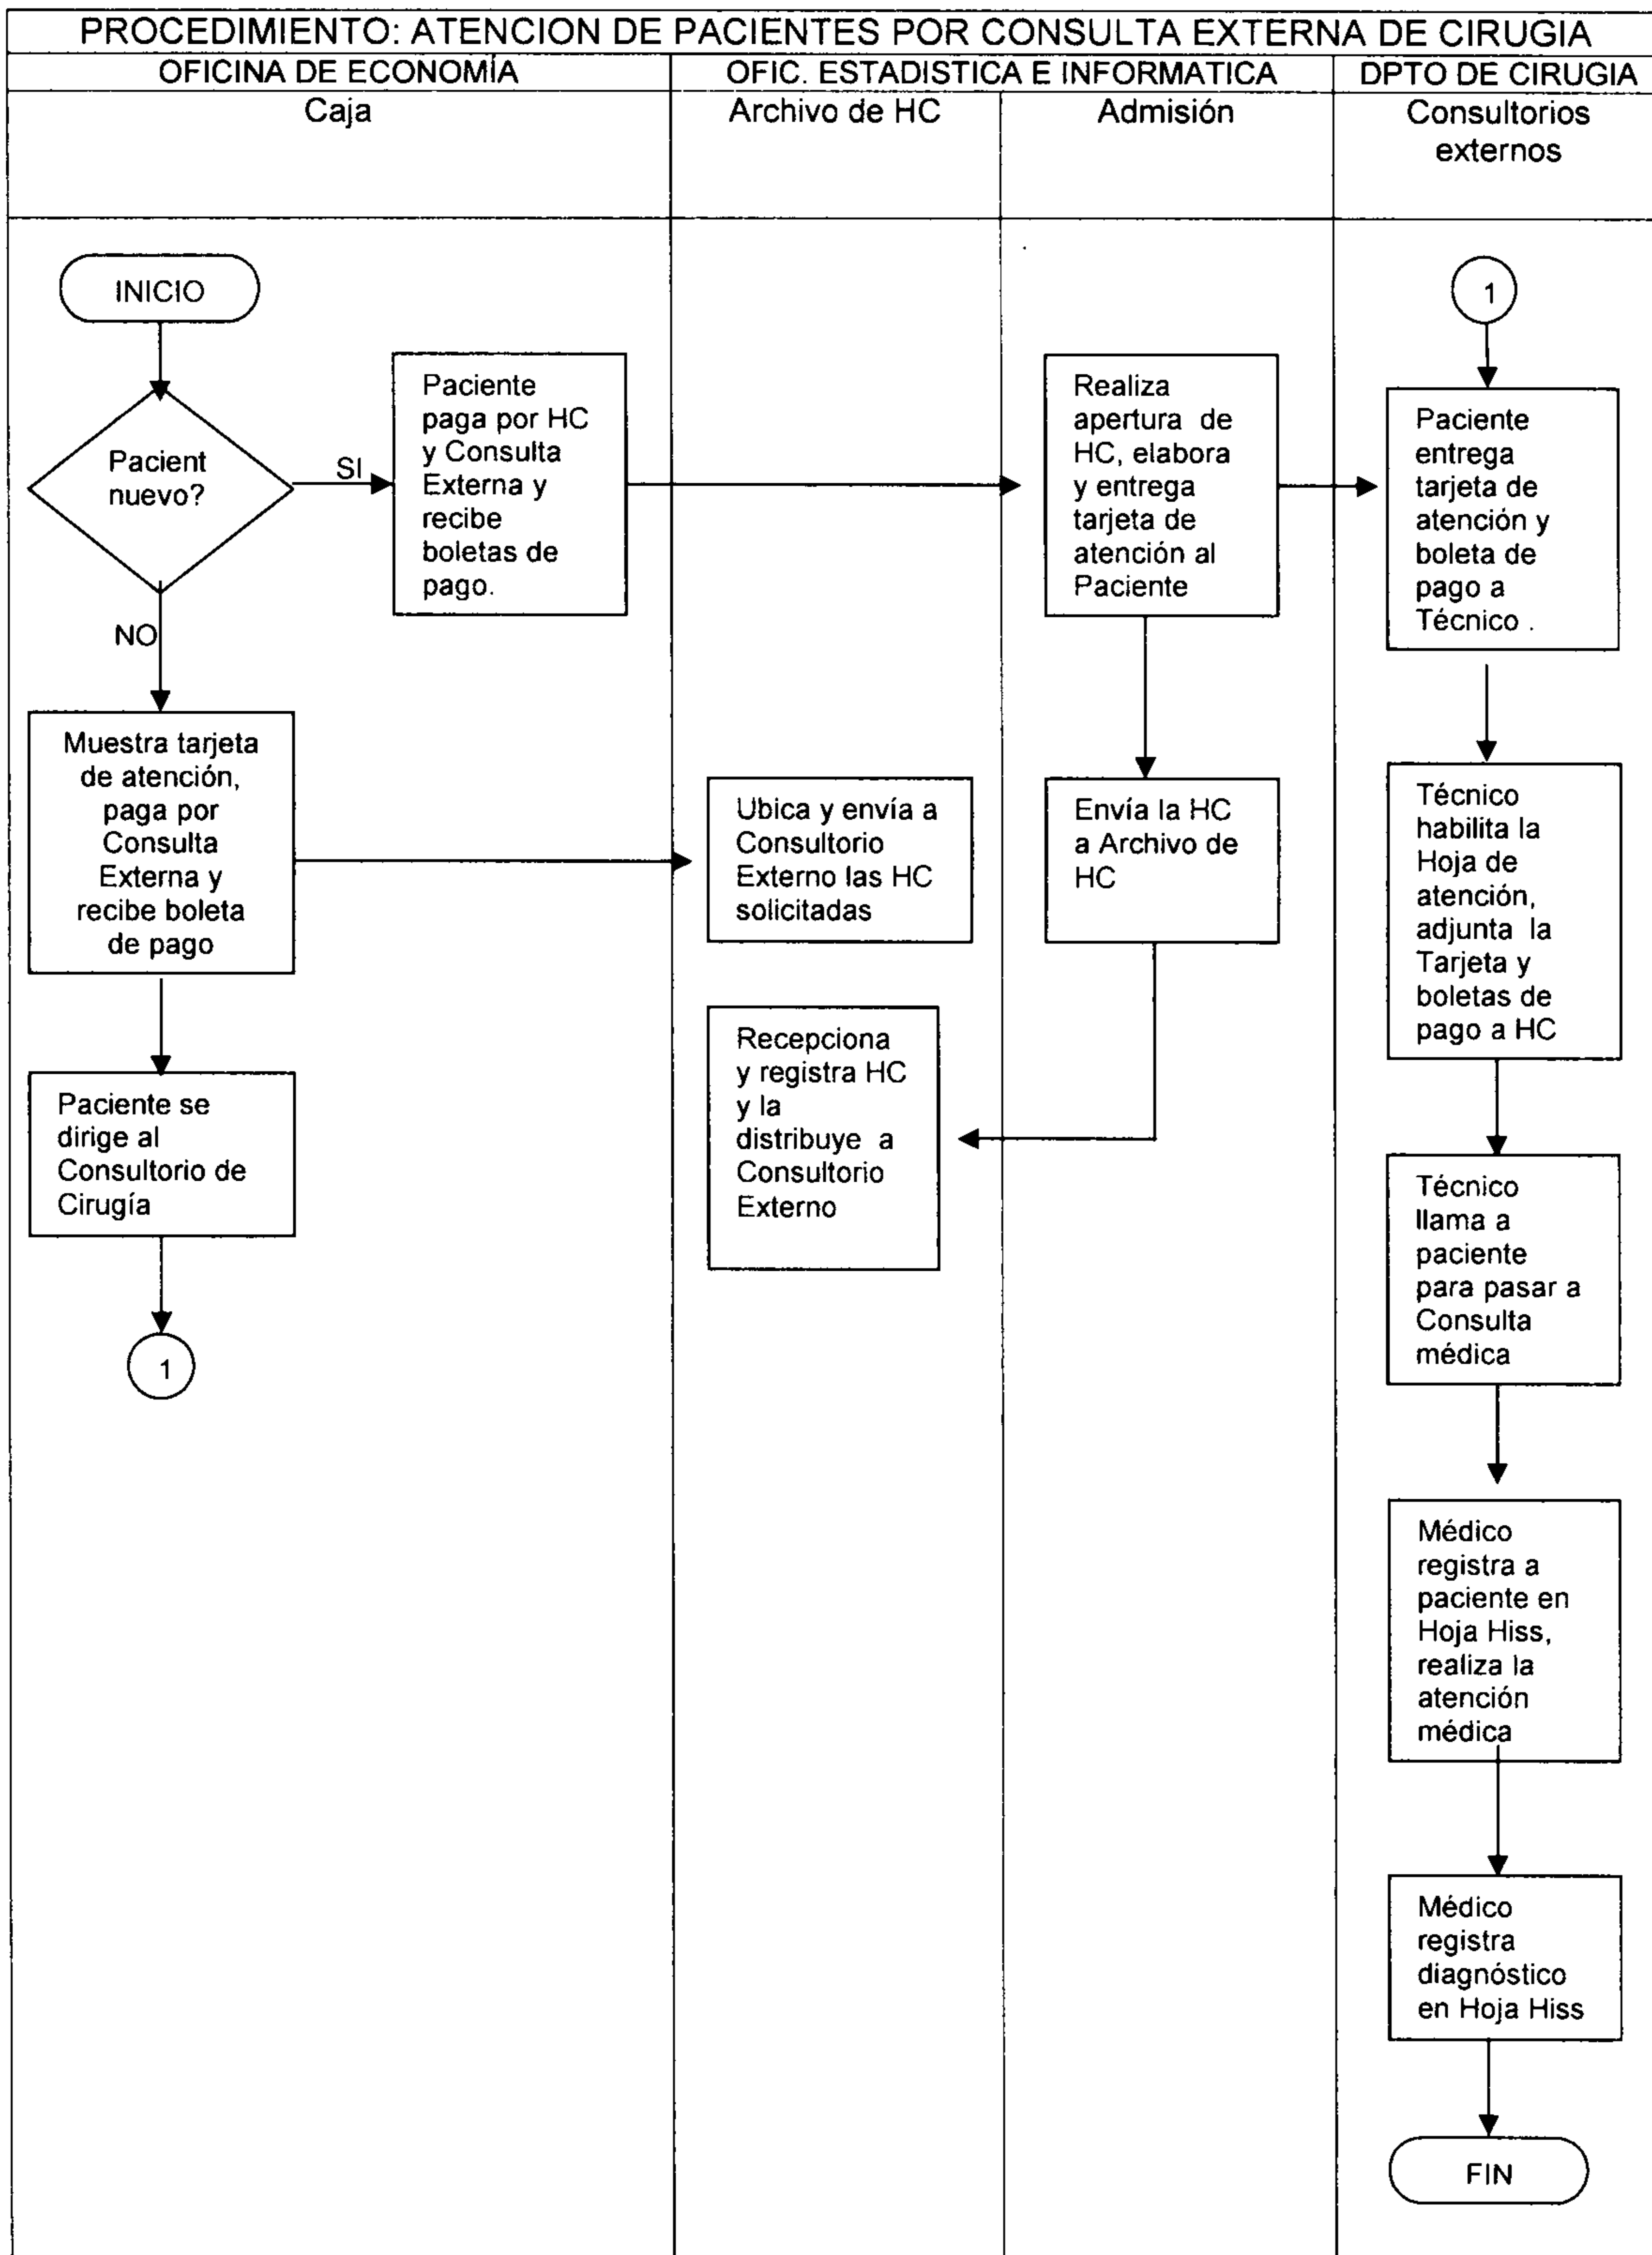 PROCEDIMIENTO: ATENCION DE PACIENTES POR CONSULTA EXTERNA DE CIRUGIA
OFICINA DE ECONOMÍA
OFIC. ESTADISTICA E INFORMATICA
DPTO DE CIRUGIA
Caja
Archivo de HC
Admisión
Consultorios
externos
INICIO
Pacient
nuevo?
SI
NO
Paciente
paga por HC
y Consulta
Externa y
recibe
boletas de
pago.
Muestra tarjeta
de atención,
paga por
Consulta
Externa y
recibe boleta
de pago
Paciente se
dirige al
Consultorio de
Cirugía
1
Ubica y envía a
Consultorio
Externo las HC
solicitadas
Recepciona
y registra HC
y la
distribuye a
Consultorio
Externo
Realiza
apertura de
HC, elabora
y entrega
tarjeta de
atención al
Paciente
Envía la HC
a Archivo de
HC
1
Paciente
entrega
tarjeta de
atención y
boleta de
pago a
Técnico .
Técnico
habilita la
Hoja de
atención,
adjunta la
Tarjeta y
boletas de
pago a HC
Técnico
llama a
paciente
para pasar a
Consulta
médica
Médico
registra a
paciente en
Hoja Hiss,
realiza la
atención
médica
Médico
registra
diagnóstico
en Hoja Hiss
FIN